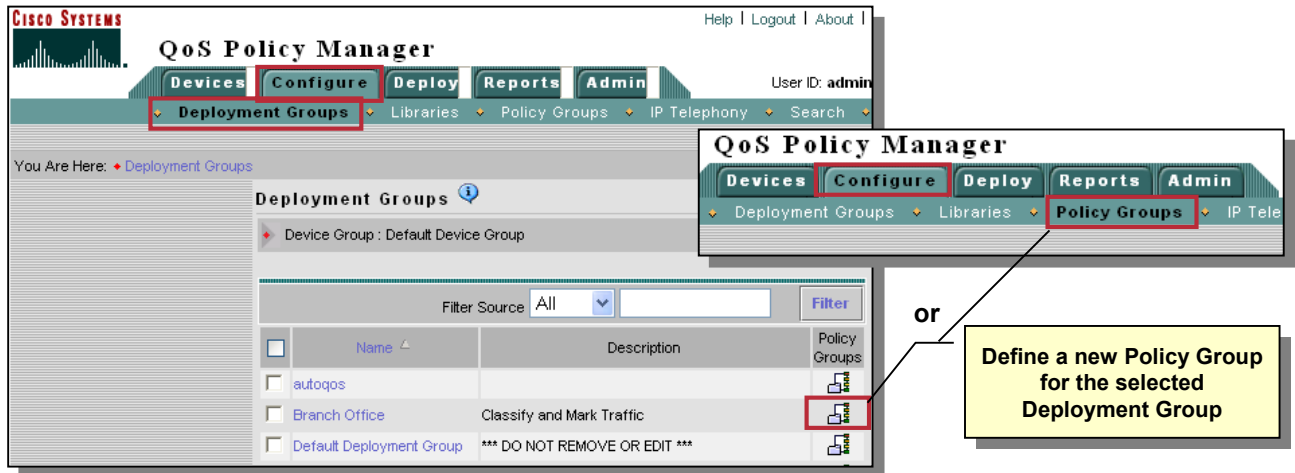 CISCO SYSTEMS
Help | Logout | About |
QoS Policy Manager
Devices Configure Deploy Reports Admin
User ID: admin
Deployment Groups Libraries Policy Groups IP Telephony Search
You Are Here: Deployment Groups
Deployment Groups
Device Group : Default Device Group
Filter Source All Filter
Name Description Policy Groups
autoqos
Branch Office Classify and Mark Traffic
Default Deployment Group *** DO NOT REMOVE OR EDIT ***
QoS Policy Manager
Devices Configure Deploy Reports Admin
Deployment Groups Libraries Policy Groups IP Tele
or
Define a new Policy Group
for the selected
Deployment Group